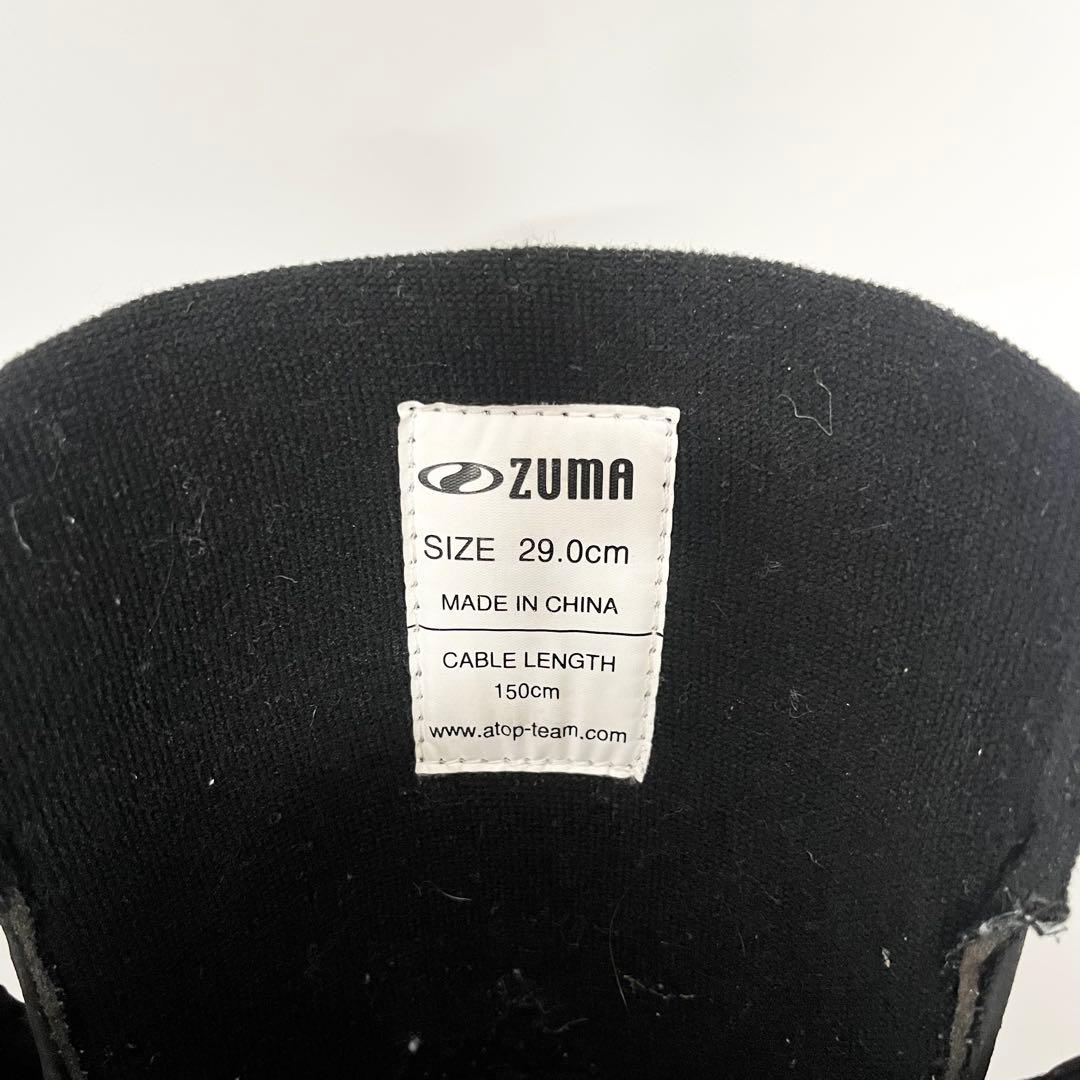 ZUMA
SIZE 29.0cm
MADE IN CHINA
CABLE LENGTH
150cm
www.atop-team.com